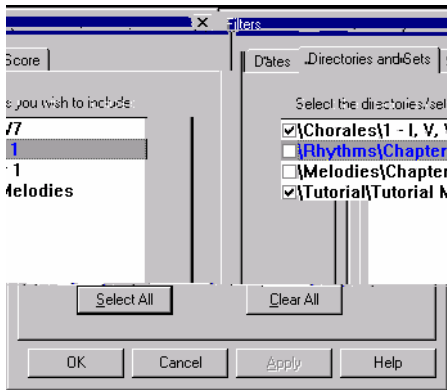 Filters
Score
Dates Directories and Sets
s you wish to include
Select the directories/set
V7
\Chorales\1 - I, V, V
1
\Rhythms\Chapter
1
\Melodies\Chapter
Melodies
\Tutorial\Tutorial M
Select All
Clear All
OK
Cancel
Apply
Help